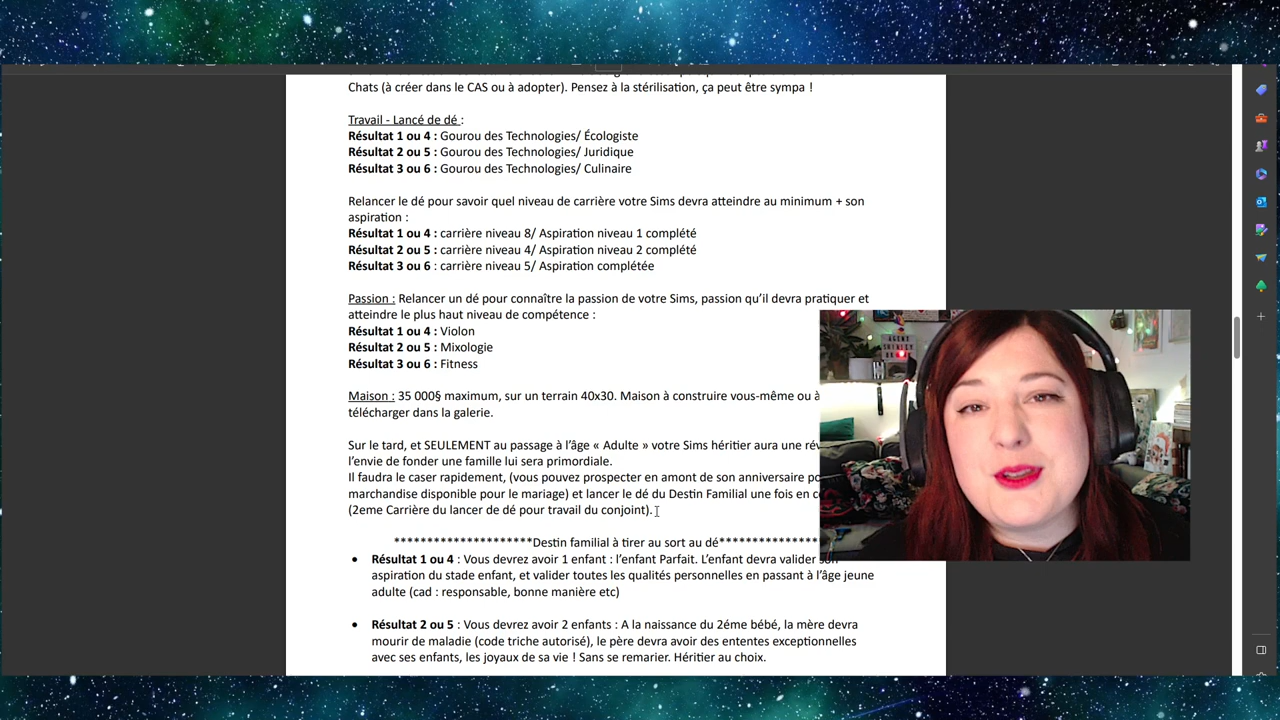 Chats (à créer dans le CAS ou à adopter). Pensez à la stérilisation, ça peut être sympa !
Travail - Lancé de dé :
Résultat 1 ou 4 : Gourou des Technologies/ Écologiste
Résultat 2 ou 5 : Gourou des Technologies/ Juridique
Résultat 3 ou 6 : Gourou des Technologies/ Culinaire
Relancer le dé pour savoir quel niveau de carrière votre Sims devra atteindre au minimum + son
aspiration :
Résultat 1 ou 4 : carrière niveau 8/ Aspiration niveau 1 complété
Résultat 2 ou 5 : carrière niveau 4/ Aspiration niveau 2 complété
Résultat 3 ou 6 : carrière niveau 5/ Aspiration complétée
Passion : Relancer un dé pour connaître la passion de votre Sims, passion qu’il devra pratiquer et
atteindre le plus haut niveau de compétence :
Résultat 1 ou 4 : Violon
Résultat 2 ou 5 : Mixologie
Résultat 3 ou 6 : Fitness
Maison : 35 000§ maximum, sur un terrain 40x30. Maison à construire vous-même ou à
télécharger dans la galerie.
Sur le tard, et SEULEMENT au passage à l’âge « Adulte » votre Sims héritier aura une
l’envie de fonder une famille lui sera primordiale.
Il faudra le caser rapidement, (vous pouvez prospecter en amont de son anniversaire
marchandise disponible pour le mariage) et lancer le dé du Destin Familial une fois en
(2eme Carrière du lancer de dé pour travail du conjoint).
********************Destin familial à tirer au sort au dé**************
• Résultat 1 ou 4 : Vous devrez avoir 1 enfant : l’enfant Parfait. L’enfant devra valider son
aspiration du stade enfant, et valider toutes les qualités personnelles en passant à l’âge jeune
adulte (cad : responsable, bonne manière etc)
• Résultat 2 ou 5 : Vous devrez avoir 2 enfants : A la naissance du 2éme bébé, la mère devra
mourir de maladie (code triche autorisé), le père devra avoir des ententes exceptionnelles
avec ses enfants, les joyaux de sa vie ! Sans se remarier. Héritier au choix.